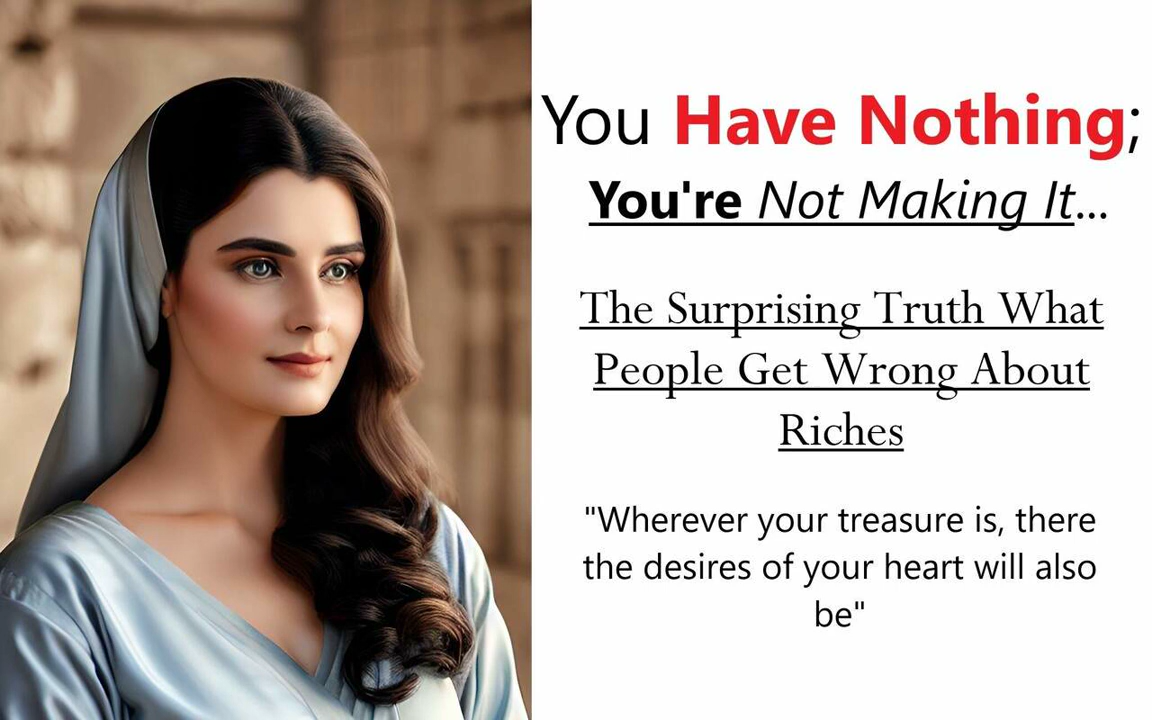 You Have Nothing;
You're Not Making It...
The Surprising Truth What
People Get Wrong About
Riches
"Wherever your treasure is, there
the desires of your heart will also
be"